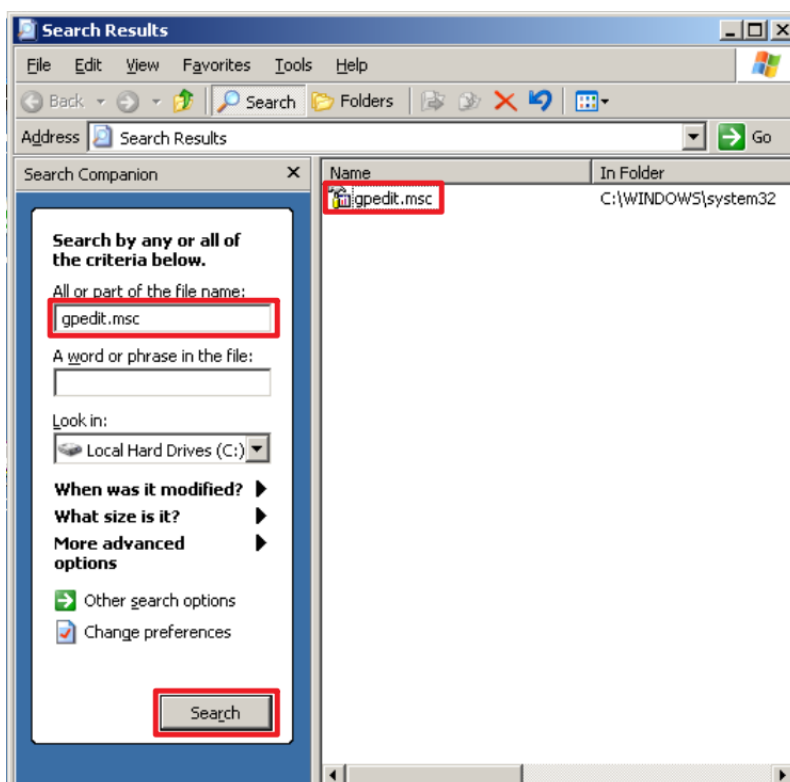 Search Results
File Edit View Favorites Tools Help
Back Search Folders
Address Search Results Go
Search Companion
Search by any or all of
the criteria below.
All or part of the file name:
gpedit.msc
A word or phrase in the file:
Look in:
Local Hard Drives (C:)
When was it modified?
What size is it?
More advanced
options
Other search options
Change preferences
Search
Name In Folder
gpedit.msc C:\WINDOWS\system32